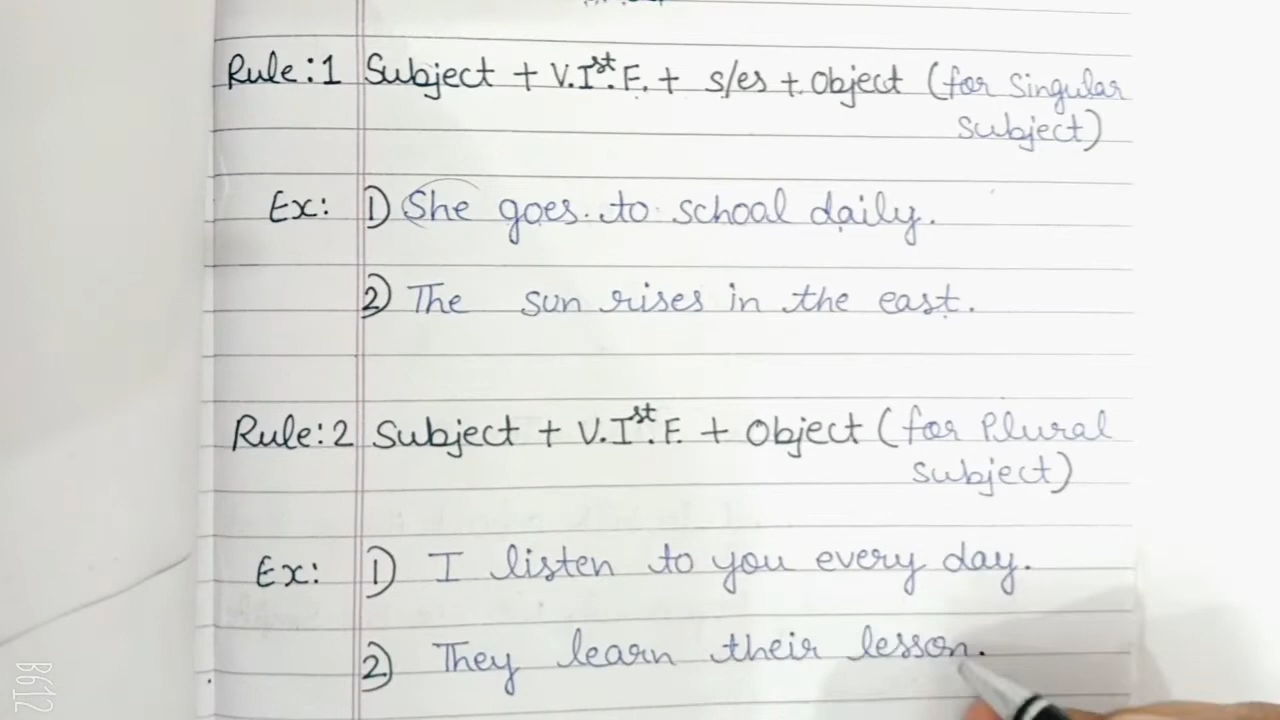 Rule:1 Subject + V.Ist.F. + s/es + Object (for Singular
subject)
Ex: 1) She goes to school daily.
2) The sun rises in the east.
Rule:2 Subject + V.Ist.F. + Object (for Plural
subject)
Ex: 1) I listen to you every day.
2) They learn their lesson.
B612